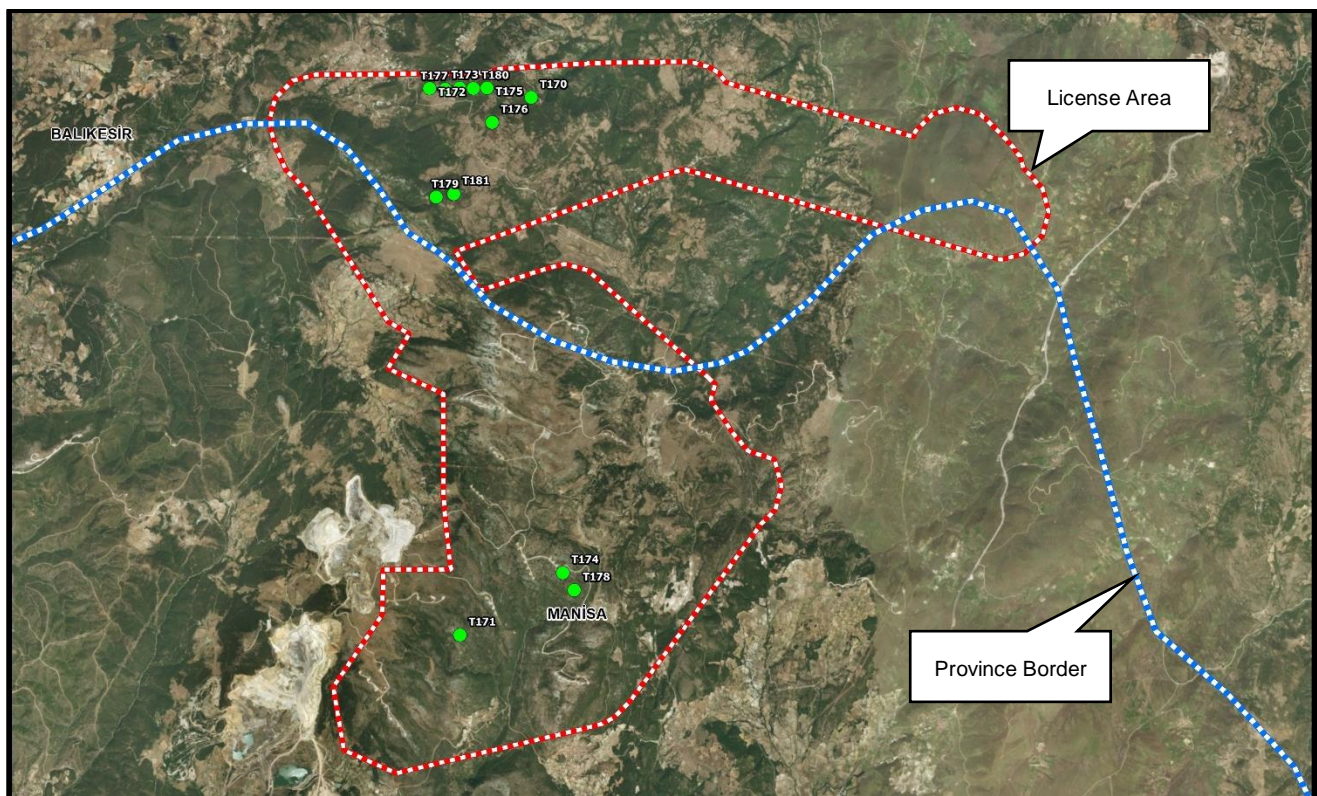 T177 T173 T180
T172 T175 T170
T176
License Area
BALIKESİR
T179 T181
T174
T178
MANİSA
T171
Province Border